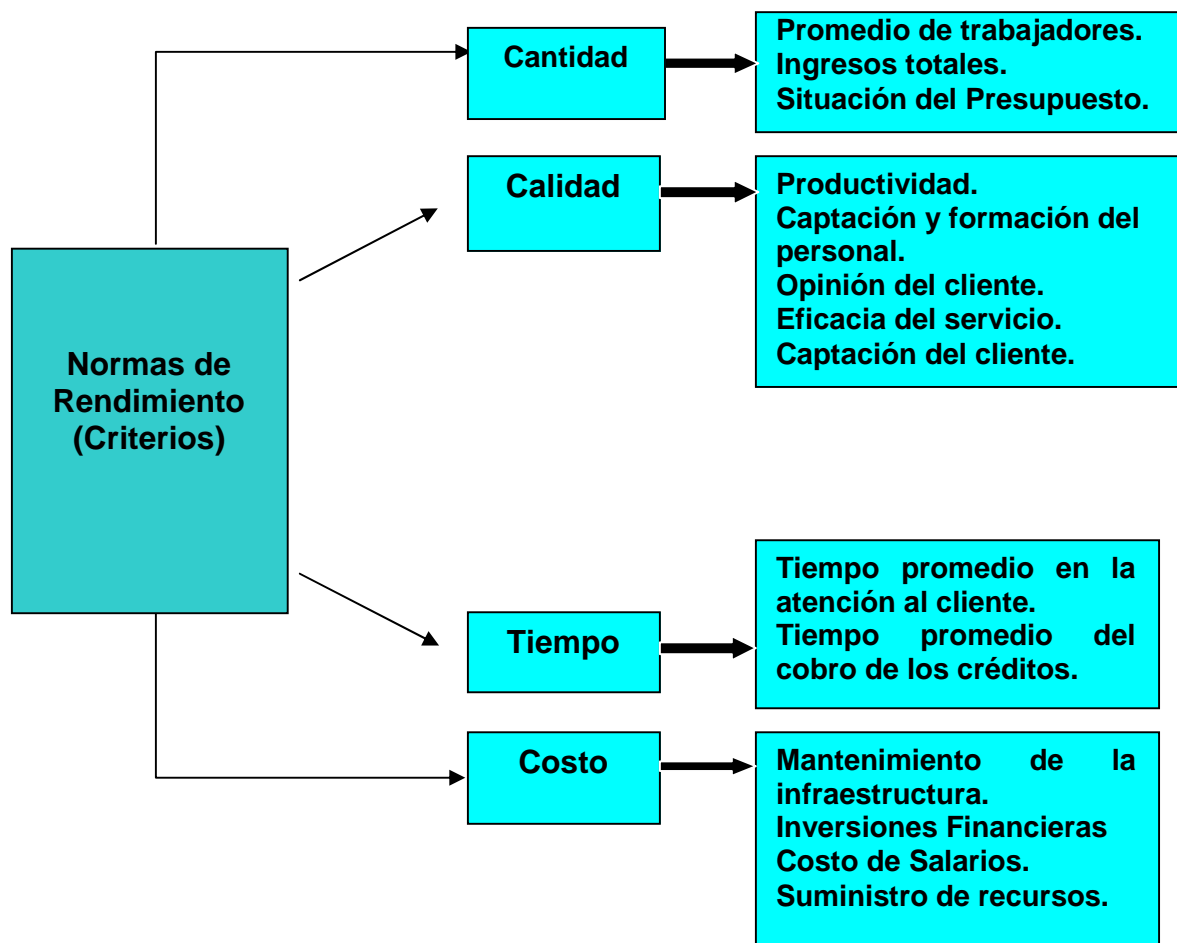 Normas de
Rendimiento
(Criterios)
Cantidad
Promedio de trabajadores.
Ingresos totales.
Situación del Presupuesto.
Calidad
Productividad.
Captación y formación del
personal.
Opinión del cliente.
Eficacia del servicio.
Captación del cliente.
Tiempo
Tiempo promedio en la
atención al cliente.
Tiempo promedio del
cobro de los créditos.
Costo
Mantenimiento de la
infraestructura.
Inversiones Financieras
Costo de Salarios.
Suministro de recursos.